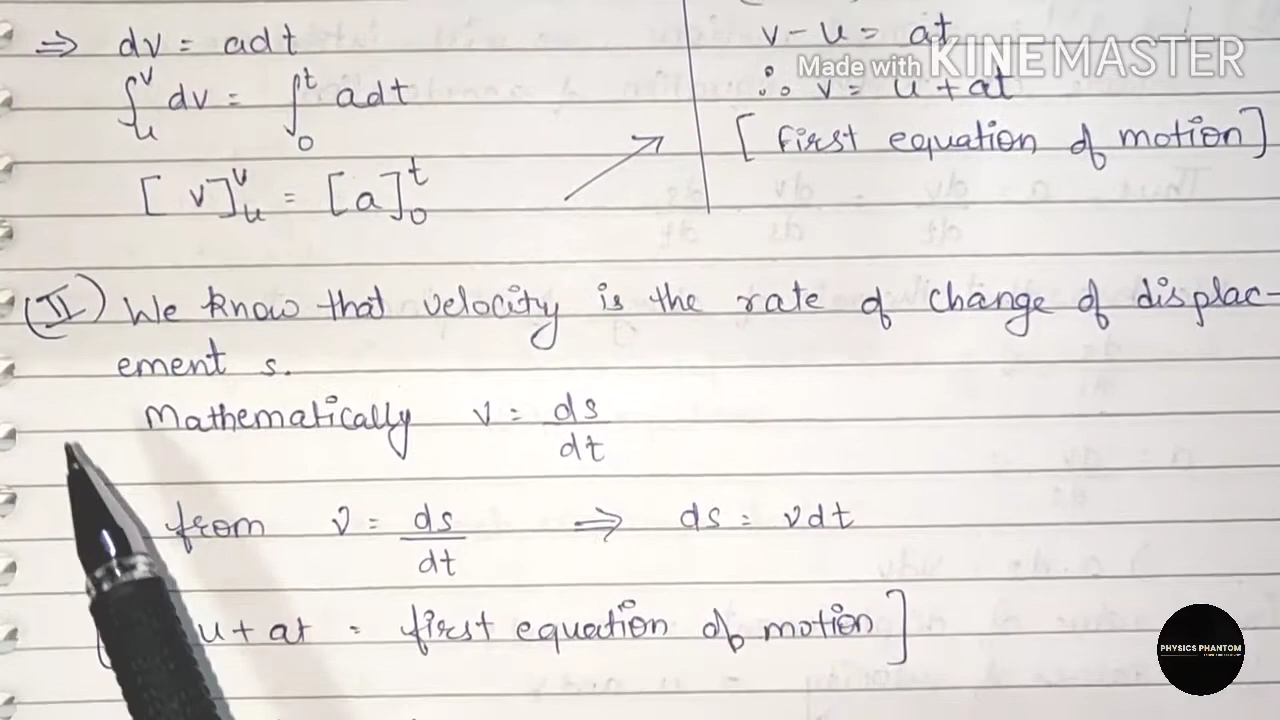 ⇒ dv = adt
∫ᵤᵛ dv = ∫₀ᵗ adt
[v]ᵤᵛ = [a]₀ᵗ
v - u = at
Made with KINEMASTER
∴ v = u + at
[First equation of motion]
(II) We know that velocity is the rate of change of displac-
ement s.
Mathematically v = ds/dt
from v = ds/dt ⇒ ds = vdt
u + at = first equation of motion]
PHYSICS PHANTOM